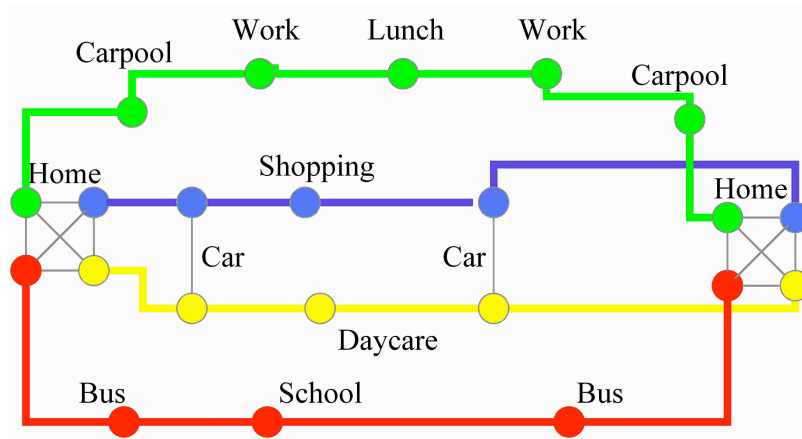 Work
Lunch
Work
Carpool
Carpool
Home
Shopping
Home
Car
Car
Daycare
Bus
School
Bus